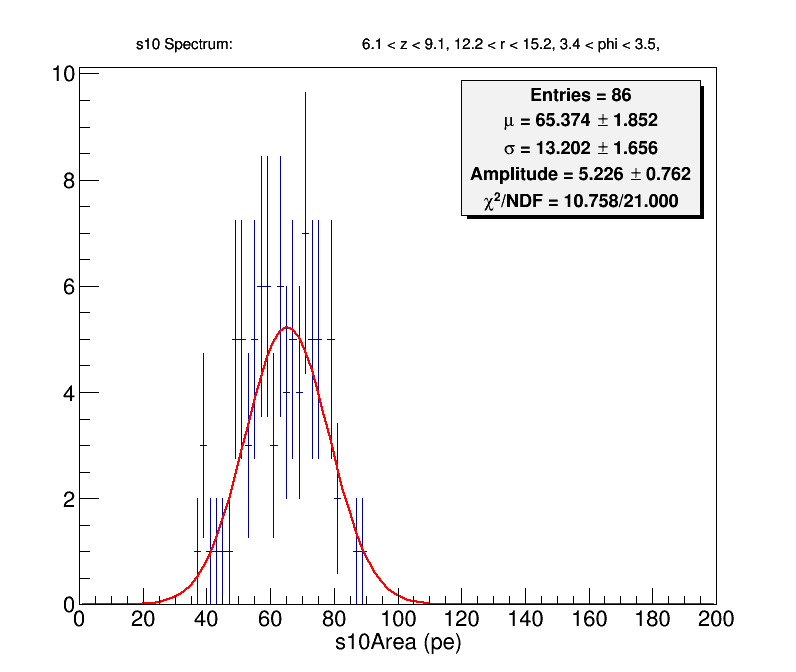 s10 Spectrum: 6.1 < z < 9.1, 12.2 < r < 15.2, 3.4 < phi < 3.5,
Entries = 86
μ = 65.374 ± 1.852
σ = 13.202 ± 1.656
Amplitude = 5.226 ± 0.762
χ²/NDF = 10.758/21.000
10
8
6
4
2
0
0 20 40 60 80 100 120 140 160 180 200
s10Area (pe)